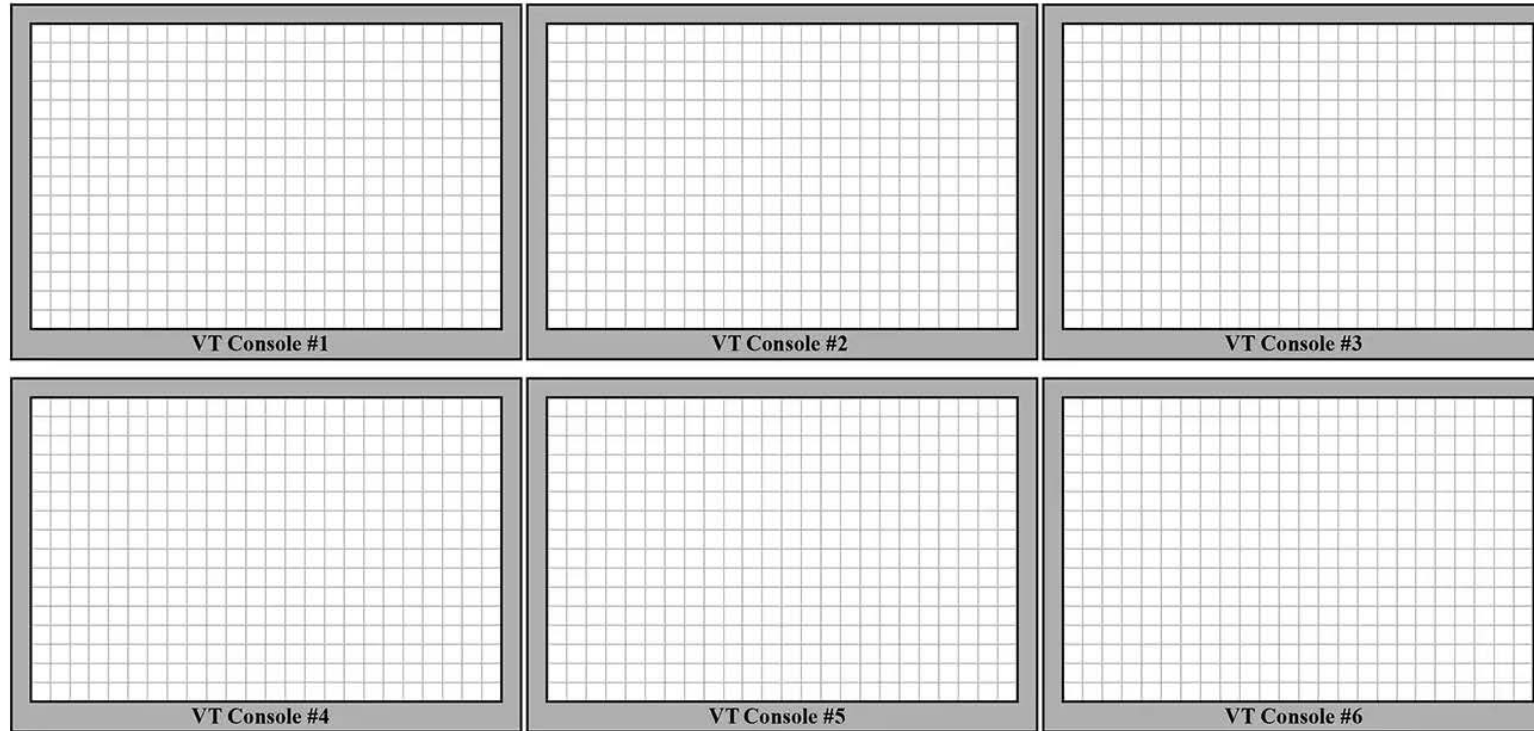 VT Console #1
VT Console #2
VT Console #3
VT Console #4
VT Console #5
VT Console #6